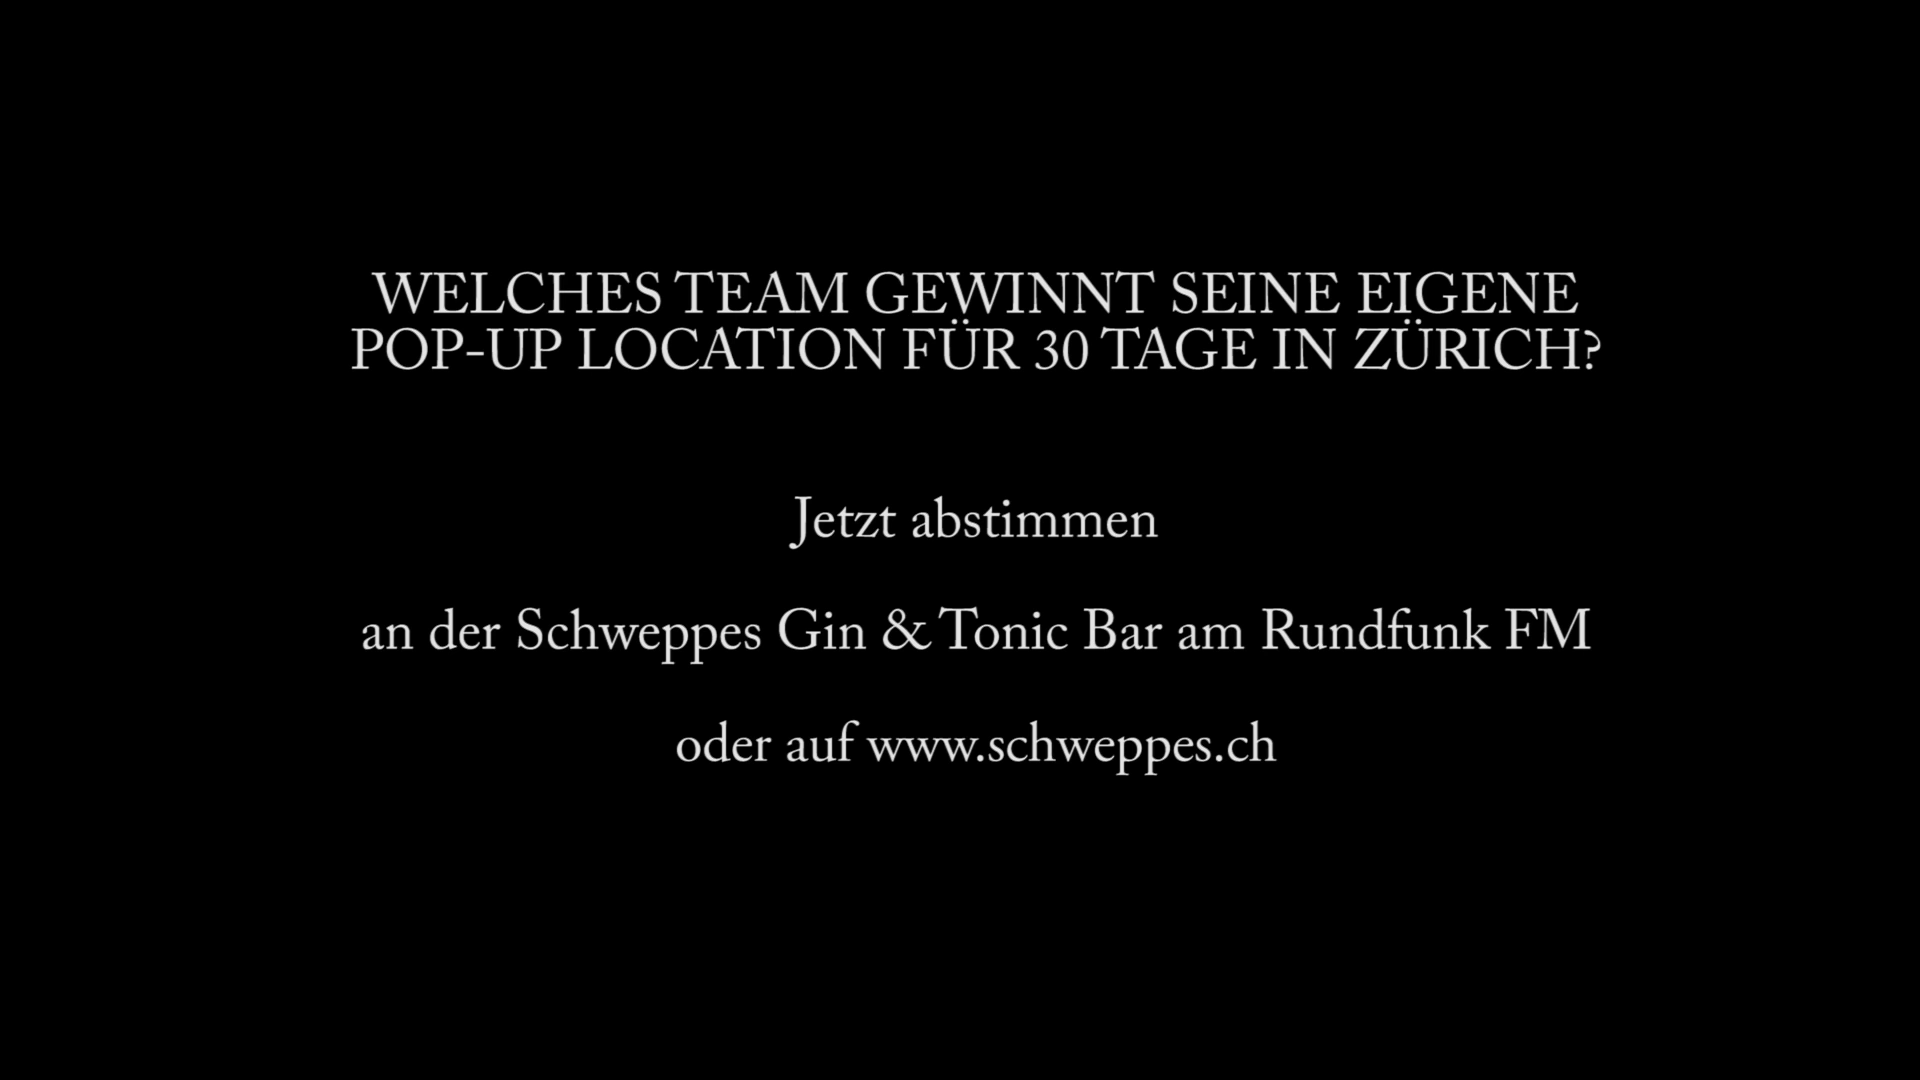 WELCHES TEAM GEWINNT SEINE EIGENE
POP-UP LOCATION FÜR 30 TAGE IN ZÜRICH?
Jetzt abstimmen
an der Schweppes Gin & Tonic Bar am Rundfunk FM
oder auf www.schweppes.ch